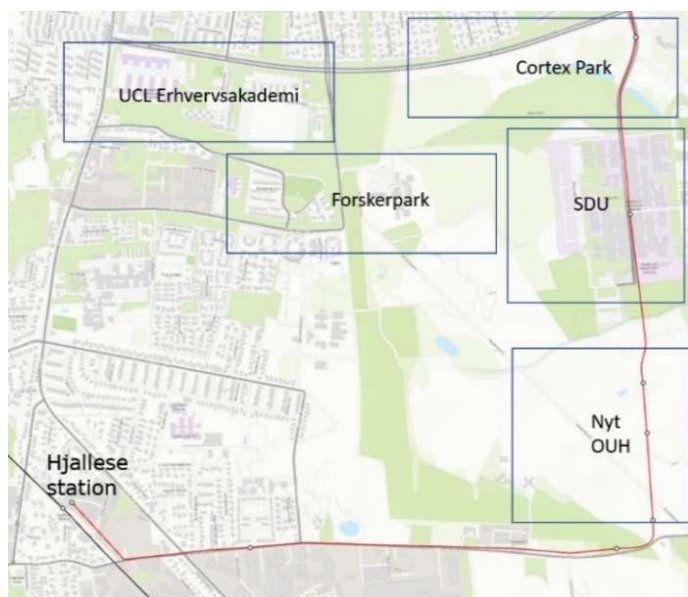 Cortex Park
UCL Erhvervsakademi
Forskerpark
SDU
Nyt
OUH
Hjallese
station